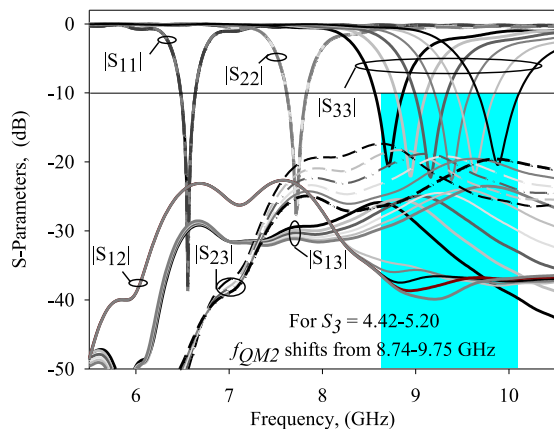 0
-10
-20
-30
-40
-50
S-Parameters, (dB)
|S11|
|S22|
|S33|
|S12|
|S23|
|S13|
For S3 = 4.42-5.20
fQM2 shifts from 8.74-9.75 GHz
6
7
8
9
10
Frequency, (GHz)